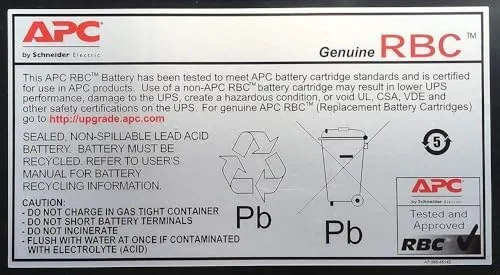 APC
by Schneider Electric
Genuine RBC™
This APC RBC™ Battery has been tested to meet APC battery cartridge standards and is certified
for use in APC products. Use of a non-APC RBC™ battery cartridge may result in lower UPS
performance, damage to the UPS, create a hazardous condition, or void UL, CSA, VDE and
other safety certifications on the UPS. For genuine APC RBC™ (Replacement Battery Cartridges)
go to http://upgrade.apc.com
SEALED, NON-SPILLABLE LEAD ACID
BATTERY. BATTERY MUST BE
RECYCLED. REFER TO USER'S
MANUAL FOR BATTERY
RECYCLING INFORMATION
CAUTION:
- DO NOT CHARGE IN GAS TIGHT CONTAINER
- DO NOT SHORT BATTERY TERMINALS
- DO NOT INCINERATE
- FLUSH WITH WATER AT ONCE IF CONTAMINATED
WITH ELECTROLYTE (ACID)
Pb
Pb
5
APC
by Schneider Electric
Tested and
Approved
RBC